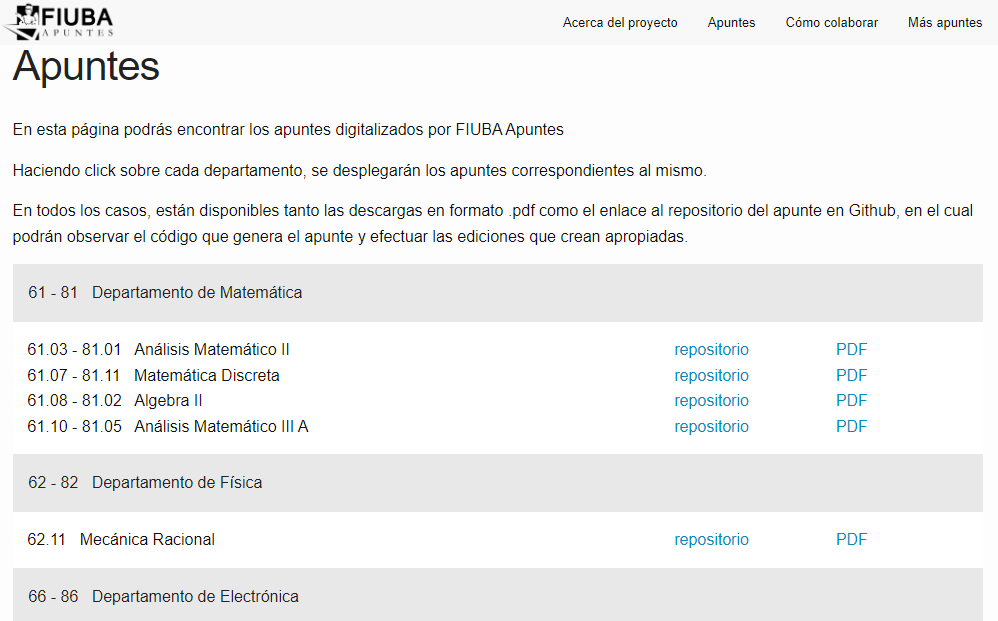 FIUBA
APUNTES
Acerca del proyecto Apuntes Cómo colaborar Más apuntes
Apuntes
En esta página podrás encontrar los apuntes digitalizados por FIUBA Apuntes
Haciendo click sobre cada departamento, se desplegarán los apuntes correspondientes al mismo.
En todos los casos, están disponibles tanto las descargas en formato .pdf como el enlace al repositorio del apunte en Github, en el cual
podrán observar el código que genera el apunte y efectuar las ediciones que crean apropiadas.
61 - 81 Departamento de Matemática
61.03 - 81.01 Análisis Matemático II repositorio PDF
61.07 - 81.11 Matemática Discreta repositorio PDF
61.08 - 81.02 Algebra II repositorio PDF
61.10 - 81.05 Análisis Matemático III A repositorio PDF
62 - 82 Departamento de Física
62.11 Mecánica Racional repositorio PDF
66 - 86 Departamento de Electrónica